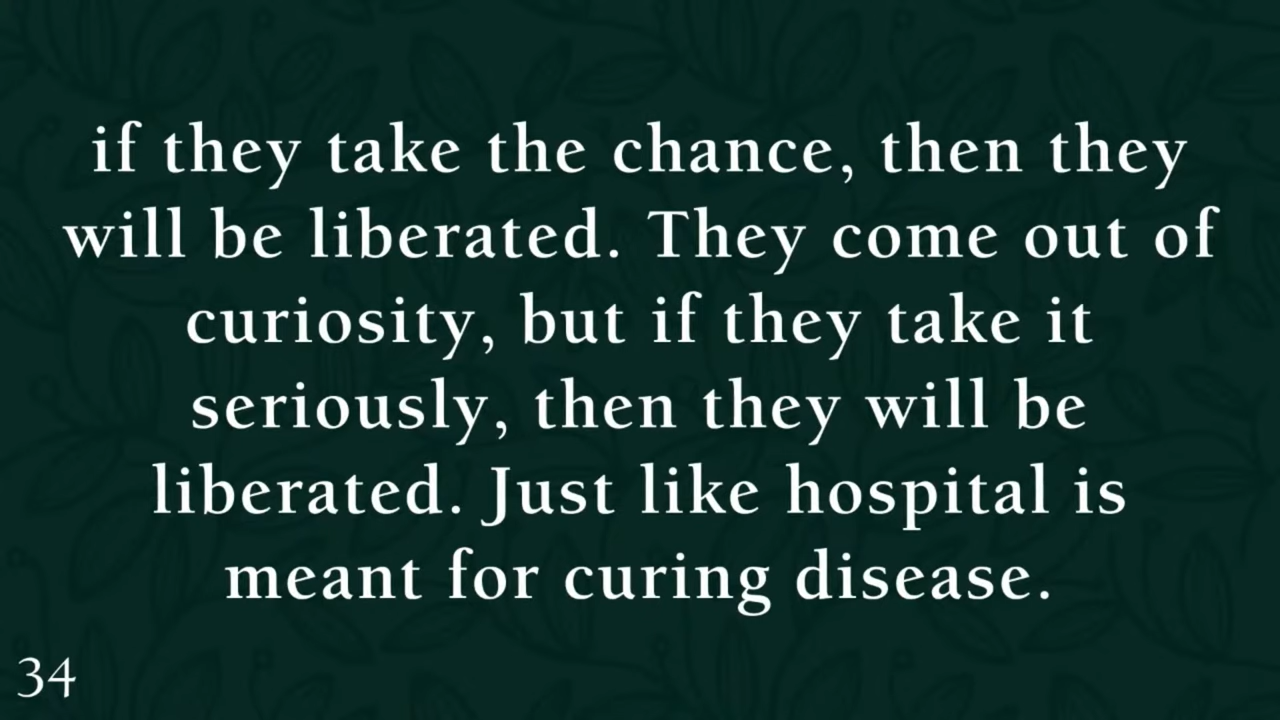 if they take the chance, then they
will be liberated. They come out of
curiosity, but if they take it
seriously, then they will be
liberated. Just like hospital is
meant for curing disease.
34